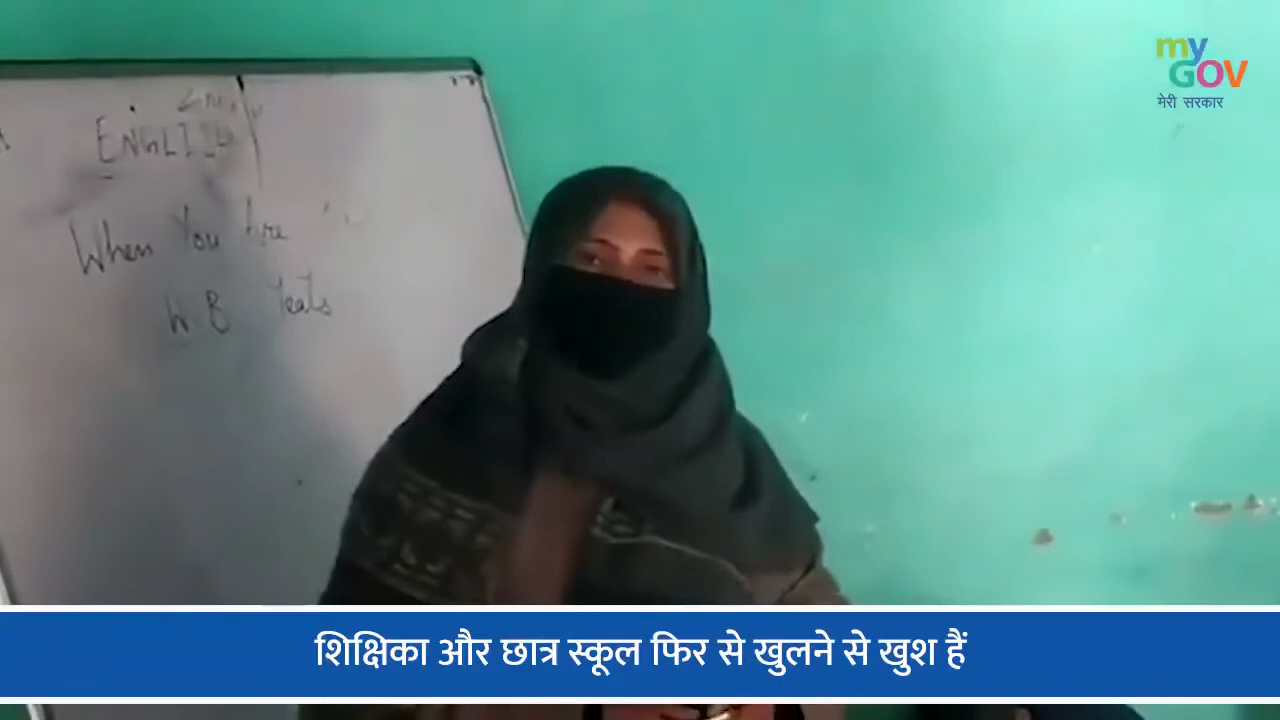 my
GOV
मेरी सरकार
ENGLISH
When You Are
W B Yeats
शिक्षिका और छात्र स्कूल फिर से खुलने से खुश हैं